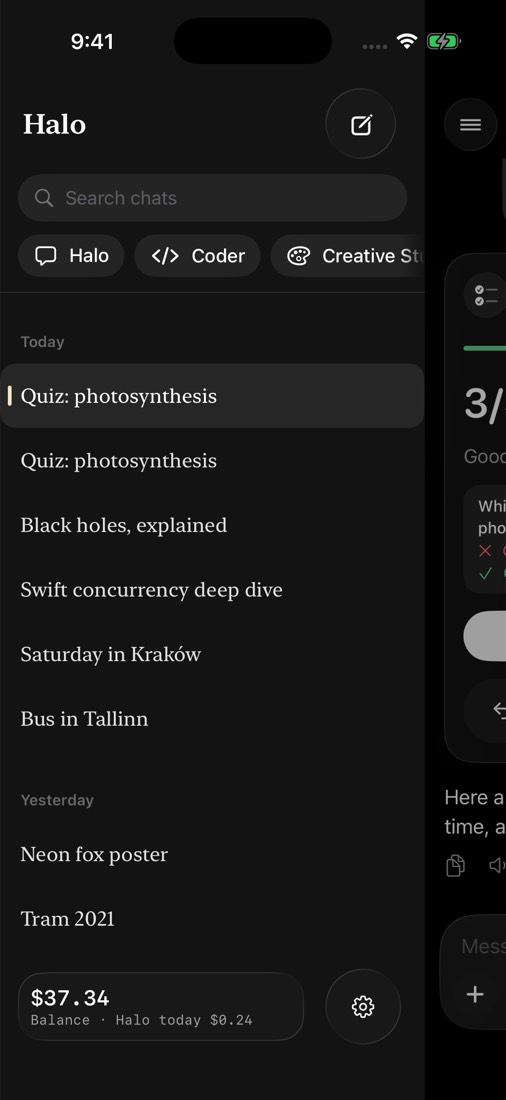 9:41
Halo
Search chats
Halo
Coder
Creative
Today
Quiz: photosynthesis
Quiz: photosynthesis
Black holes, explained
Swift concurrency deep dive
Saturday in Kraków
Bus in Tallinn
Yesterday
Neon fox poster
Tram 2021
$37.34
Balance · Halo today $0.24
3/
Here a
time, a